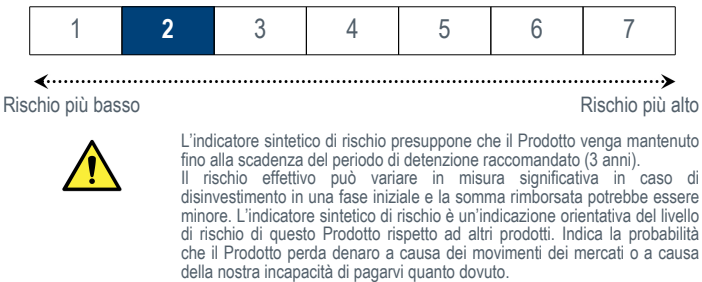 1 2 3 4 5 6 7
Rischio più basso Rischio più alto
L'indicatore sintetico di rischio presuppone che il Prodotto venga mantenuto
fino alla scadenza del periodo di detenzione raccomandato (3 anni).
Il rischio effettivo può variare in misura significativa in caso di
disinvestimento in una fase iniziale e la somma rimborsata potrebbe essere
minore. L'indicatore sintetico di rischio è un'indicazione orientativa del livello
di rischio di questo Prodotto rispetto ad altri prodotti. Indica la probabilità
che il Prodotto perda denaro a causa dei movimenti dei mercati o a causa
della nostra incapacità di pagarvi quanto dovuto.